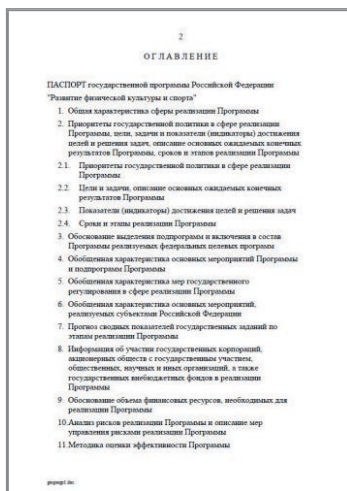 2
ОГЛАВЛЕНИЕ
ПАСПОРТ государственной программы Российской Федерации
"Развитие физической культуры и спорта"
1. Общая характеристика сферы реализации Программы
2. Приоритеты государственной политики в сфере реализации
Программы, цели, задачи и показатели (индикаторы) достижения
целей и решения задач, описание основных ожидаемых конечных
результатов Программы, сроков и этапов реализации Программы
2.1. Приоритеты государственной политики в сфере реализации
Программы
2.2. Цели и задачи, описание основных ожидаемых конечных
результатов Программы
2.3. Показатели (индикаторы) достижения целей и решения задач
2.4. Сроки и этапы реализации Программы
3. Обоснование выделения подпрограмм и включения в состав
Программы реализуемых федеральных целевых программ
4. Обобщенная характеристика основных мероприятий Программы
и подпрограмм Программы
5. Обобщенная характеристика мер государственного
регулирования в сфере реализации Программы
6. Обобщенная характеристика основных мероприятий,
реализуемых субъектами Российской Федерации
7. Прогноз сводных показателей государственных заданий по
этапам реализации Программы
8. Информация об участии государственных корпораций,
акционерных обществ с государственным участием,
общественных, научных и иных организаций, а также
государственных внебюджетных фондов в реализации
Программы
9. Обоснование объема финансовых ресурсов, необходимых для
реализации Программы
10. Анализ рисков реализации Программы и описание мер
управления рисками реализации Программы
11. Методика оценки эффективности Программы